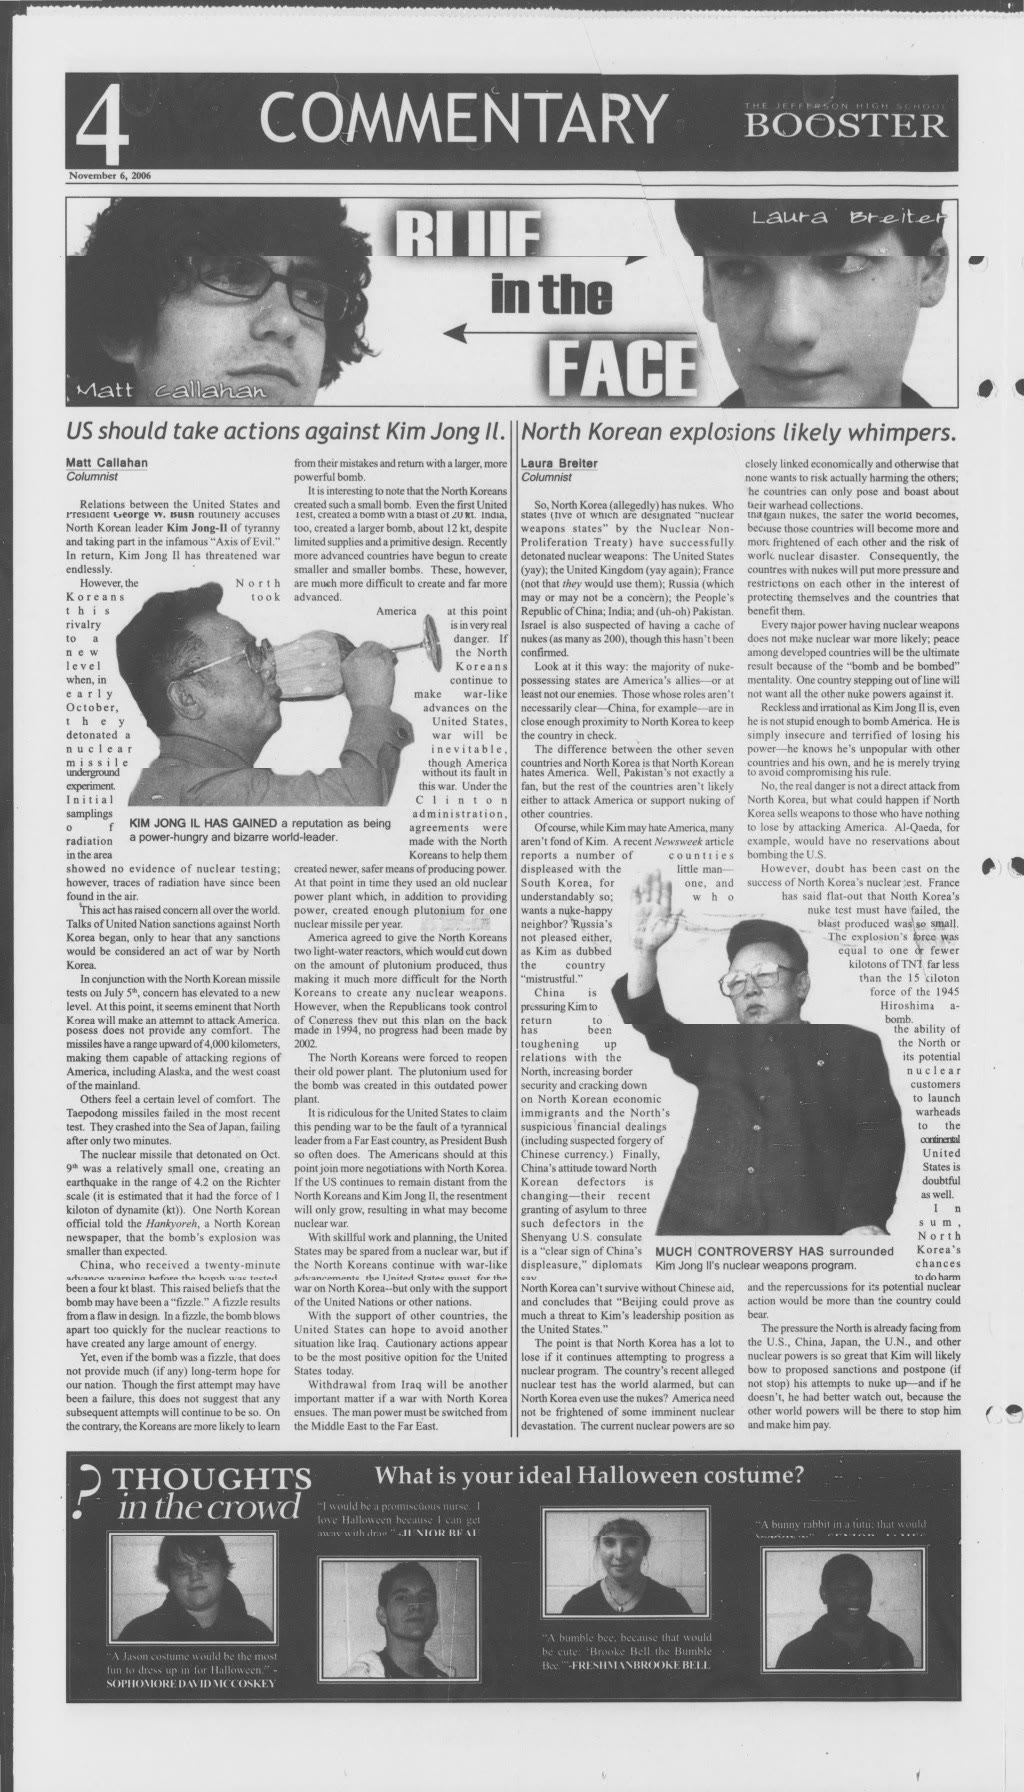 4
COMMENTARY
THE JEFFERSON HIGH SCHOOL
BOOSTER
November 6, 2006
BLUE
in the
FACE
Matt Callahan
Laura Breiter
US should take actions against Kim Jong Il.
Matt Callahan
Columnist
Relations between the United States and
President George W. Bush routinely accuses
North Korean leader Kim Jong-Il of tyranny
and taking part in the infamous “Axis of Evil.”
In return, Kim Jong Il has threatened war
endlessly.
However, the North
Koreans took
this
rivalry
to a
new
level
when, in
early
October,
they
detonated a
nuclear
missile
underground
experiment.
Initial
samplings
of
radiation
in the area
showed no evidence of nuclear testing;
however, traces of radiation have since been
found in the air.
This act has raised concern all over the world.
Talks of United Nation sanctions against North
Korea began, only to hear that any sanctions
would be considered an act of war by North
Korea.
In conjunction with the North Korean missile
tests on July 5th, concern has elevated to a new
level. At this point, it seems eminent that North
Korea will make an attempt to attack America.
posess does not provide any comfort. The
missiles have a range upward of 4,000 kilometers,
making them capable of attacking regions of
America, including Alaska, and the west coast
of the mainland.
Others feel a certain level of comfort. The
Taepodong missiles failed in the most recent
test. They crashed into the Sea of Japan, failing
after only two minutes.
The nuclear missile that detonated on Oct.
9th was a relatively small one, creating an
earthquake in the range of 4.2 on the Richter
scale (it is estimated that it had the force of 1
kiloton of dynamite (kt)). One North Korean
official told the Hankyoreh, a North Korean
newspaper, that the bomb’s explosion was
smaller than expected.
China, who received a twenty-minute
advance warning before the bomb was tested,
been a four kt blast. This raised beliefs that the
bomb may have been a “fizzle.” A fizzle results
from a flaw in design. In a fizzle, the bomb blows
apart too quickly for the nuclear reactions to
have created any large amount of energy.
Yet, even if the bomb was a fizzle, that does
not provide much (if any) long-term hope for
our nation. Though the first attempt may have
been a failure, this does not suggest that any
subsequent attempts will continue to be so. On
the contrary, the Koreans are more likely to learn
from their mistakes and return with a larger, more
powerful bomb.
It is interesting to note that the North Koreans
created such a small bomb. Even the first United
Test, created a bomb with a blast of 20 kt. India,
too, created a larger bomb, about 12 kt, despite
limited supplies and a primitive design. Recently
more advanced countries have begun to create
smaller and smaller bombs. These, however,
are much more difficult to create and far more
advanced.
America at this point
is in very real
danger. If
the North
Koreans
continue to
make war-like
advances on the
United States,
war will be
inevitable,
though America
without its fault in
this war. Under the
Clinton
administration,
agreements were
made with the North
Koreans to help them
created newer, safer means of producing power.
At that point in time they used an old nuclear
power plant which, in addition to providing
power, created enough plutonium for one
nuclear missile per year.
America agreed to give the North Koreans
two light-water reactors, which would cut down
on the amount of plutonium produced, thus
making it much more difficult for the North
Koreans to create any nuclear weapons.
However, when the Republicans took control
of Congress they put this plan on the back
made in 1994, no progress had been made by
2002.
The North Koreans were forced to reopen
their old power plant. The plutonium used for
the bomb was created in this outdated power
plant.
It is ridiculous for the United States to claim
this pending war to be the fault of a tyrannical
leader from a Far East country, as President Bush
so often does. The Americans should at this
point join more negotiations with North Korea.
If the US continues to remain distant from the
North Koreans and Kim Jong Il, the resentment
will only grow, resulting in what may become
nuclear war.
With skillful work and planning, the United
States may be spared from a nuclear war, but if
the North Koreans continue with war-like
advancements, the United States must, for the
war on North Korea--but only with the support
of the United Nations or other nations.
With the support of other countries, the
United States can hope to avoid another
situation like Iraq. Cautionary actions appear
to be the most positive opition for the United
States today.
Withdrawal from Iraq will be another
important matter if a war with North Korea
ensues. The man power must be switched from
the Middle East to the Far East.
KIM JONG IL HAS GAINED a reputation as being
a power-hungry and bizarre world-leader.
North Korean explosions likely whimpers.
Laura Breiter
Columnist
So, North Korea (allegedly) has nukes. Who
states (five of which are designated “nuclear
weapons states” by the Nuclear Non-
Proliferation Treaty) have successfully
detonated nuclear weapons: The United States
(yay); the United Kingdom (yay again); France
(not that they would use them); Russia (which
may or may not be a concern); the People’s
Republic of China; India; and (uh-oh) Pakistan.
Israel is also suspected of having a cache of
nukes (as many as 200), though this hasn’t been
confirmed.
Look at it this way: the majority of nuke-
possessing states are America’s allies—or at
least not our enemies. Those whose roles aren’t
necessarily clear—China, for example—are in
close enough proximity to North Korea to keep
the country in check.
The difference between the other seven
countries and North Korea is that North Korean
hates America. Well, Pakistan’s not exactly a
fan, but the rest of the countries aren’t likely
either to attack America or support nuking of
other countries.
Of course, while Kim may hate America, many
aren’t fond of Kim. A recent Newsweek article
reports a number of countries
displeased with the little man—
South Korea, for one, and
understandably so; who
wants a nuke-happy
neighbor? Russia’s
not pleased either,
as Kim as dubbed
the country
“mistrustful.”
China is
pressuring Kim to
return to
has been
toughening up
relations with the
North, increasing border
security and cracking down
on North Korean economic
immigrants and the North’s
suspicious financial dealings
(including suspected forgery of
Chinese currency.) Finally,
China’s attitude toward North
Korean defectors is
changing—their recent
granting of asylum to three
such defectors in the
Shenyang U.S. consulate
is a “clear sign of China’s
displeasure,” diplomats
say.
North Korea can’t survive without Chinese aid,
and concludes that “Beijing could prove as
much a threat to Kim’s leadership position as
the United States.”
The point is that North Korea has a lot to
lose if it continues attempting to progress a
nuclear program. The country’s recent alleged
nuclear test has the world alarmed, but can
North Korea even use the nukes? America need
not be frightened of some imminent nuclear
devastation. The current nuclear powers are so
closely linked economically and otherwise that
none wants to risk actually harming the others;
the countries can only pose and boast about
their warhead collections.
that gain nukes, the safer the world becomes,
because those countries will become more and
more frightened of each other and the risk of
world nuclear disaster. Consequently, the
countries with nukes will put more pressure and
restrictions on each other in the interest of
protecting themselves and the countries that
benefit them.
Every major power having nuclear weapons
does not make nuclear war more likely; peace
among developed countries will be the ultimate
result because of the “bomb and be bombed”
mentality. One country stepping out of line will
not want all the other nuke powers against it.
Reckless and irrational as Kim Jong Il is, even
he is not stupid enough to bomb America. He is
simply insecure and terrified of losing his
power—he knows he’s unpopular with other
countries and his own, and he is merely trying
to avoid compromising his rule.
No, the real danger is not a direct attack from
North Korea, but what could happen if North
Korea sells weapons to those who have nothing
to lose by attacking America. Al-Qaeda, for
example, would have no reservations about
bombing the U.S.
However, doubt has been cast on the
success of North Korea’s nuclear test. France
has said flat-out that North Korea’s
nuke test must have failed, the
blast produced was so small.
The explosion’s force was
equal to one or fewer
kilotons of TNT, far less
than the 15 kiloton
force of the 1945
Hiroshima a-
bomb.
the ability of
the North or
its potential
nuclear
customers
to launch
warheads
to the
continental
United
States is
doubtful
as well.
In
sum,
North
Korea’s
chances
to do harm
and the repercussions for its potential nuclear
action would be more than the country could
bear.
The pressure the North is already facing from
the U.S., China, Japan, the U.N., and other
nuclear powers is so great that Kim will likely
bow to proposed sanctions and postpone (if
not stop) his attempts to nuke up—and if he
doesn’t, he had better watch out, because the
other world powers will be there to stop him
and make him pay.
MUCH CONTROVERSY HAS surrounded
Kim Jong Il’s nuclear weapons program.
? THOUGHTS
in the crowd
What is your ideal Halloween costume?
“A Jason costume would be the most
fun to dress up in for Halloween.” -
SOPHOMORE DAVID MCCOSKEY
“I would be a promiscuous nurse. I
love Halloween because I can get
away with drag.” -JUNIOR BEAU
“A bumble bee, because that would
be cute: ‘Brooke Bell the Bumble
Bee.’”-FRESHMAN BROOKE BELL
“A bunny rabbit in a tutu; that would
SENIOR JAMES